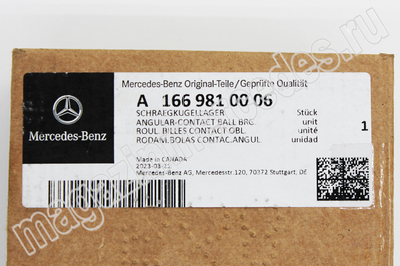 Mercedes-Benz Original-Teile/Geprüfte Qualität
A 166 981 00 06
SCHRAEGKUGELLAGER Stück
ANGULAR-CONTACT BALL BRG. unit
ROUL. BILLES CONTACT OBL. unité 1
RODAM.BOLAS CONTAC.ANGUL. unidad
Mercedes-Benz
Made in CANADA
Mercedes-Benz AG, Mercedesstr.120, 70372 Stuttgart, DE